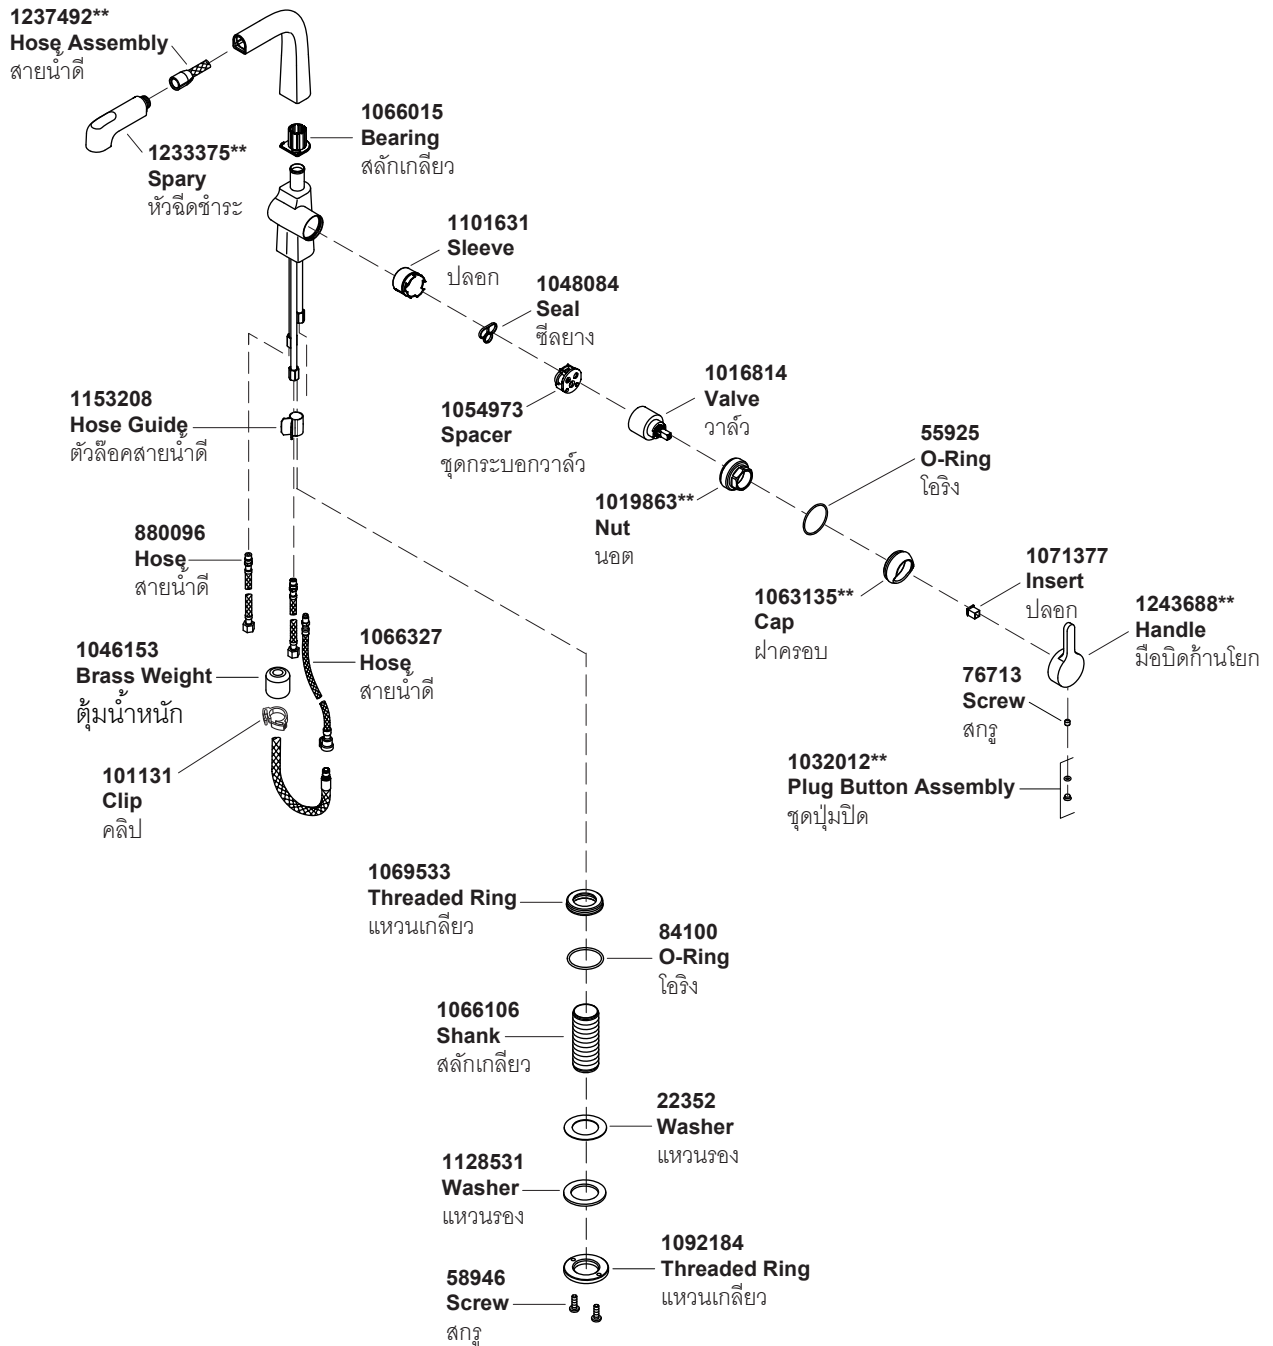 1237492**
Hose Assembly
สายน้ำดี
1066015
Bearing
สลักเกลียว
1233375**
Spary
หัวฉีดชำระ
1101631
Sleeve
ปลอก
1048084
Seal
ซีลยาง
1016814
Valve
วาล์ว
1054973
Spacer
ชุดกระบอกวาล์ว
1153208
Hose Guide
ตัวล๊อคสายน้ำดี
55925
O-Ring
โอริง
1019863**
Nut
นอต
880096
Hose
สายน้ำดี
1071377
Insert
ปลอก
1063135**
Cap
ฝาครอบ
1243688**
Handle
มือบิดก้านโยก
1066327
Hose
สายน้ำดี
1046153
Brass Weight
ตุ้มน้ำหนัก
76713
Screw
สกรู
101131
Clip
คลิป
1032012**
Plug Button Assembly
ชุดปุ่มปิด
1069533
Threaded Ring
แหวนเกลียว
84100
O-Ring
โอริง
1066106
Shank
สลักเกลียว
22352
Washer
แหวนรอง
1128531
Washer
แหวนรอง
1092184
Threaded Ring
แหวนเกลียว
58946
Screw
สกรู